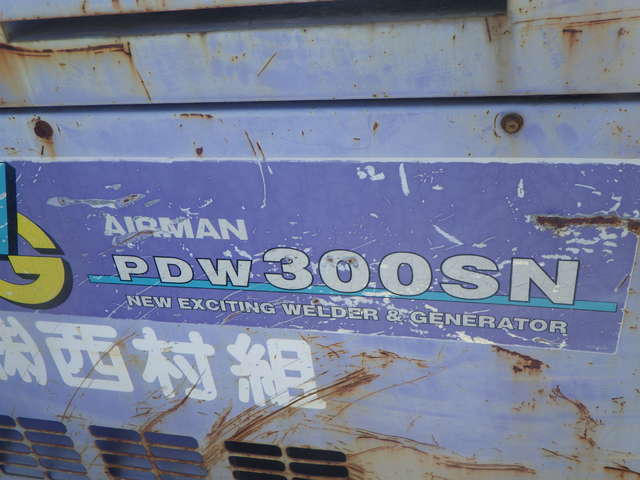 G
AIRMAN
PDW300SN
NEW EXCITING WELDER & GENERATOR
㈱西村組